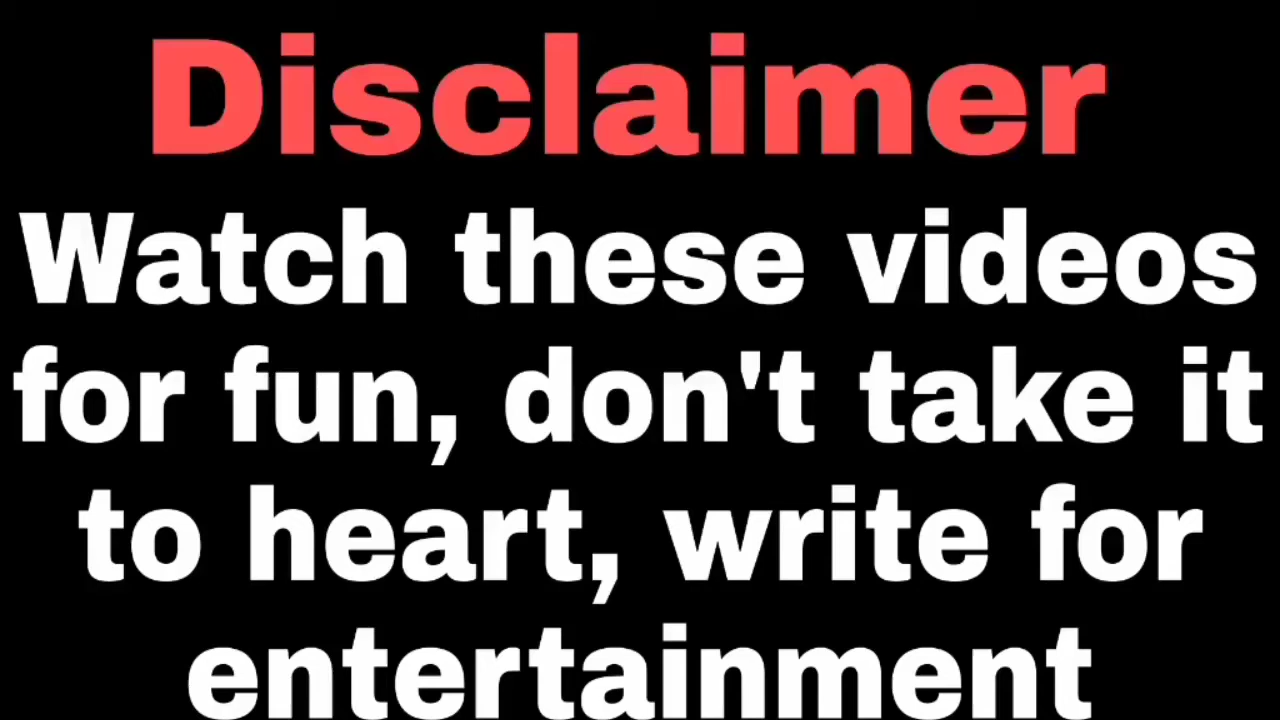 Disclaimer
Watch these videos
for fun, don't take it
to heart, write for
entertainment